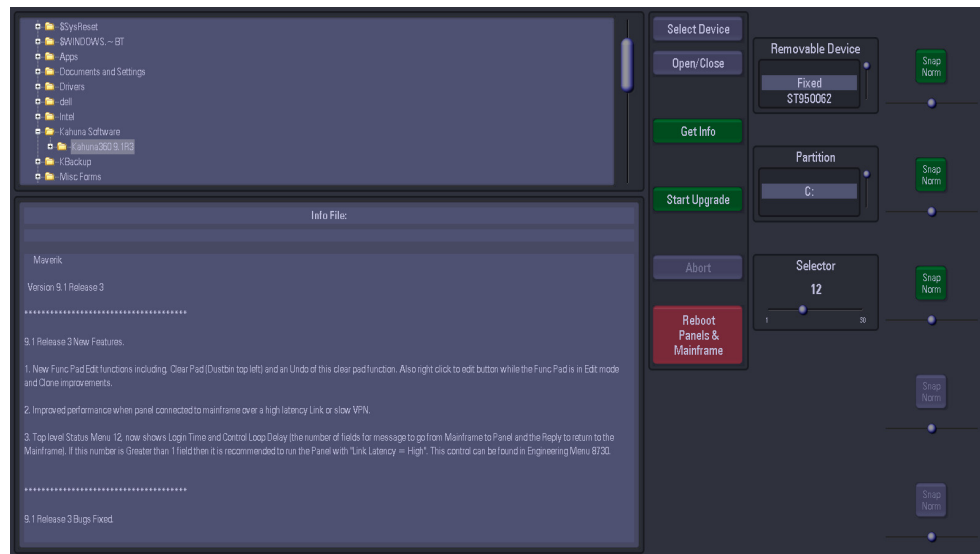 $SysReset
$WINDOWS.~BT
Apps
Documents and Settings
Drivers
dell
Intel
Kahuna Software
Kahuna360 9.1R3
KBackup
Misc Forms
Info File:
Maverik
Version 9.1 Release 3
***************************************
9.1 Release 3 New Features.
1. New Func Pad Edit functions including, Clear Pad (Dustbin top left) and an Undo of this clear pad function. Also right click to edit button while the Func Pad is in Edit mode
and Clone improvements.
2. Improved performance when panel connected to mainframe over a high latency Link or slow VPN.
3. Top level Status Menu 12, now shows Login Time and Control Loop Delay (the number of fields for message to go from Mainframe to Panel and the Reply to return to the
Mainframe). If this number is Greater than 1 field then it is recommended to run the Panel with "Link Latency = High". This control can be found in Engineering Menu 8730.
***************************************
9.1 Release 3 Bugs Fixed.
Select Device
Open/Close
Get Info
Start Upgrade
Abort
Reboot
Panels &
Mainframe
Removable Device
Fixed
ST950062
Partition
C:
Selector
12
1
50
Snap
Norm
Snap
Norm
Snap
Norm
Snap
Norm
Snap
Norm